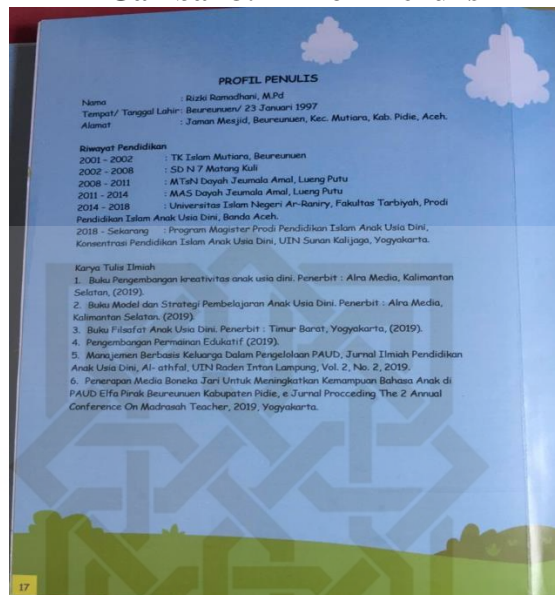 PROFIL PENULIS
Nama : Rizki Ramadhani, M.Pd
Tempat/ Tanggal Lahir: Beureunuen/ 23 Januari 1997
Alamat : Jaman Mesjid, Beureunuen, Kec. Mutiara, Kab. Pidie, Aceh.
Riwayat Pendidikan
2001 - 2002 : TK Islam Mutiara, Beureunuen
2002 - 2008 : SD N 7 Matang Kuli
2008 - 2011 : MTsN Dayah Jeumala Amal, Lueng Putu
2011 - 2014 : MAS Dayah Jeumala Amal, Lueng Putu
2014 - 2018 : Universitas Islam Negeri Ar-Raniry, Fakultas Tarbiyah, Prodi
Pendidikan Islam Anak Usia Dini, Banda Aceh.
2018 - Sekarang : Program Magister Prodi Pendidikan Islam Anak Usia Dini,
Konsentrasi Pendidikan Islam Anak Usia Dini, UIN Sunan Kalijaga, Yogyakarta.
Karya Tulis Ilmiah
1. Buku Pengembangan kreativitas anak usia dini. Penerbit : Alra Media, Kalimantan
Selatan, (2019).
2. Buku Model dan Strategi Pembelajaran Anak Usia Dini. Penerbit : Alra Media,
Kalimantan Selatan. (2019).
3. Buku Filsafat Anak Usia Dini. Penerbit : Timur Barat, Yogyakarta, (2019).
4. Pengembangan Permainan Edukatif (2019).
5. Manajemen Berbasis Keluarga Dalam Pengelolaan PAUD, Jurnal Ilmiah Pendidikan
Anak Usia Dini, Al- athfal, UIN Raden Intan Lampung, Vol. 2, No. 2, 2019.
6. Penerapan Media Boneka Jari Untuk Meningkatkan Kemampuan Bahasa Anak di
PAUD Elfa Pirak Beureunuen Kabupaten Pidie, e Jurnal Procceding The 2 Annual
Conference On Madrasah Teacher, 2019, Yogyakarta.
17